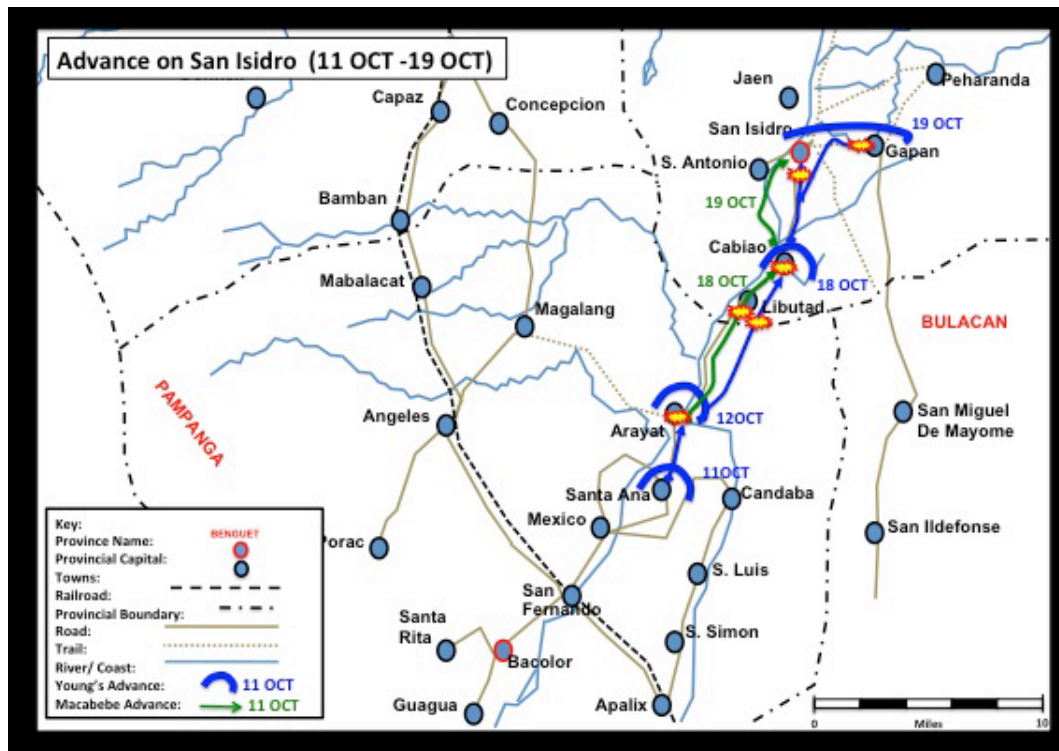 Advance on San Isidro (11 OCT -19 OCT)
Capaz
Concepcion
Jaen
Peharanda
San Isidro
19 OCT
Gapan
S. Antonio
Bamban
19 OCT
Cabiao
Mabalacat
18 OCT
18 OCT
Libutad
Magalang
BULACAN
PAMPANGA
Angeles
Arayat
12OCT
San Miguel
De Mayome
11OCT
Santa Ana
Candaba
Mexico
San Ildefonse
Porac
S. Luis
San
Fernando
Santa
Rita
S. Simon
Bacolor
Guagua
Apalix
Key:
Province Name: BENGUET
Provincial Capital:
Towns:
Railroad:
Provincial Boundary:
Road:
Trail:
River/ Coast:
Young's Advance: 11 OCT
Macabebe Advance: 11 OCT
0 Miles 10